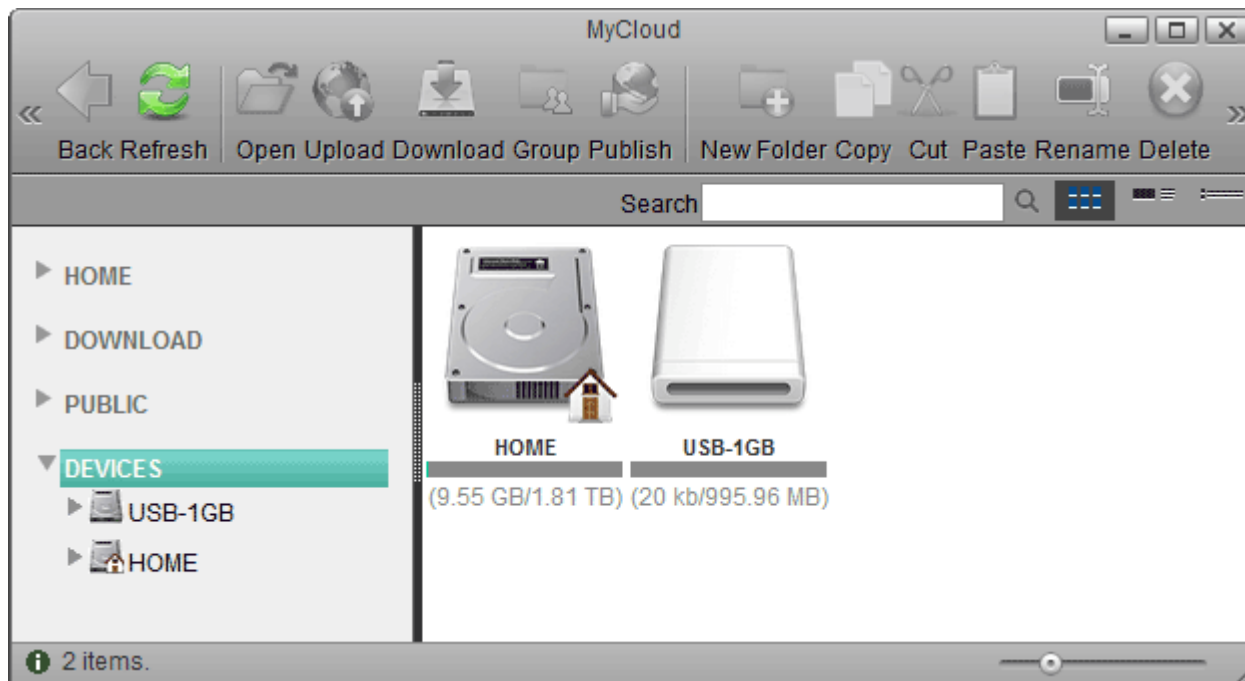 MyCloud
Back Refresh Open Upload Download Group Publish New Folder Copy Cut Paste Rename Delete
Search
HOME
DOWNLOAD
PUBLIC
DEVICES
USB-1GB
HOME
HOME USB-1GB
(9.55 GB/1.81 TB) (20 kb/995.96 MB)
2 items.